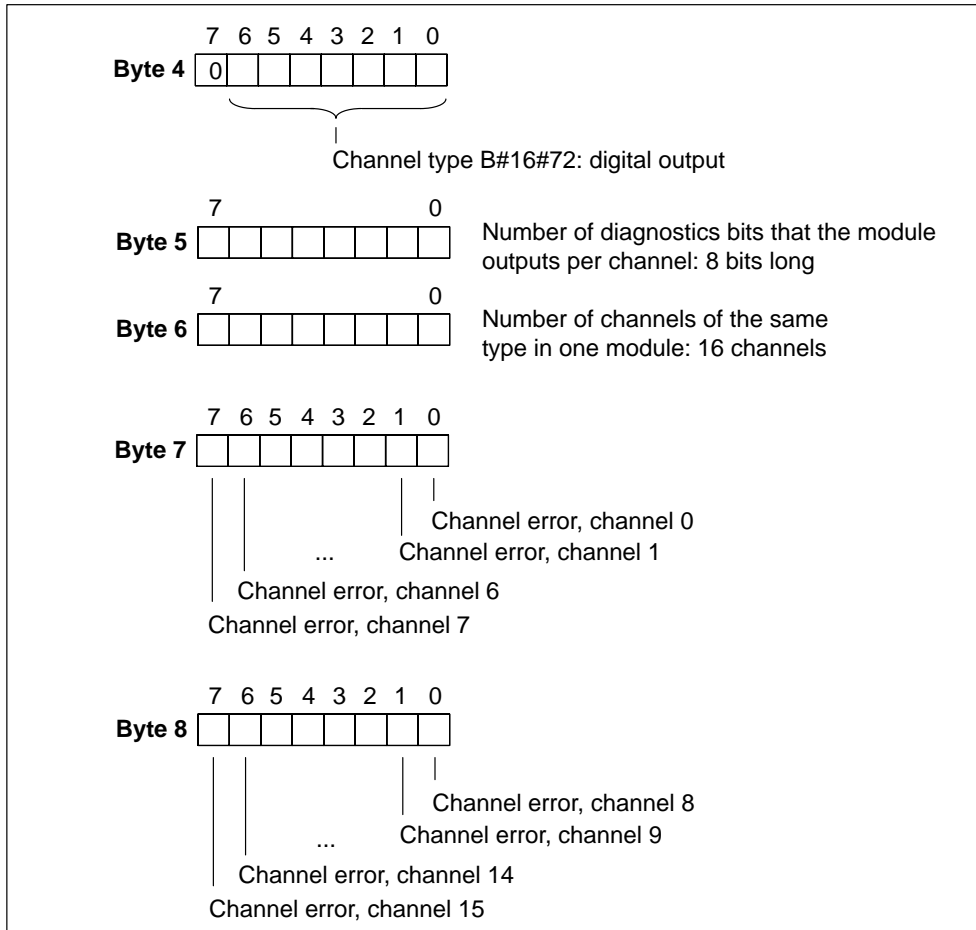 7 6 5 4 3 2 1 0
Byte 4 0
Channel type B#16#72: digital output
7 0
Byte 5
Number of diagnostics bits that the module
outputs per channel: 8 bits long
7 0
Byte 6
Number of channels of the same
type in one module: 16 channels
7 6 5 4 3 2 1 0
Byte 7
Channel error, channel 0
... Channel error, channel 1
Channel error, channel 6
Channel error, channel 7
7 6 5 4 3 2 1 0
Byte 8
Channel error, channel 8
... Channel error, channel 9
Channel error, channel 14
Channel error, channel 15